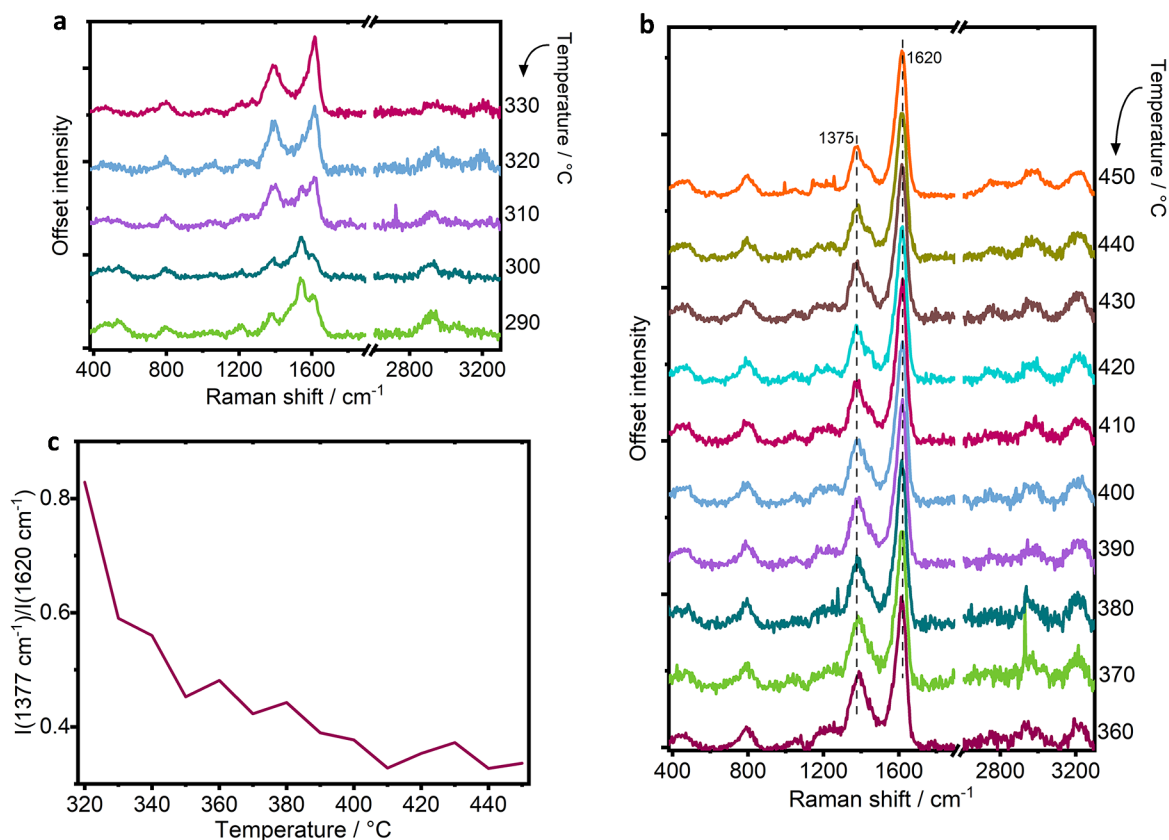 a
Offset intensity
330
320
310
300
290
Temperature / °C
400 800 1200 1600 2800 3200
Raman shift / cm-1
b
Offset intensity
1375
1620
450
440
430
420
410
400
390
380
370
360
Temperature / °C
400 800 1200 1600 2800 3200
Raman shift / cm-1
c
I(1377 cm-1)/I(1620 cm-1)
0.8
0.6
0.4
320 340 360 380 400 420 440
Temperature / °C